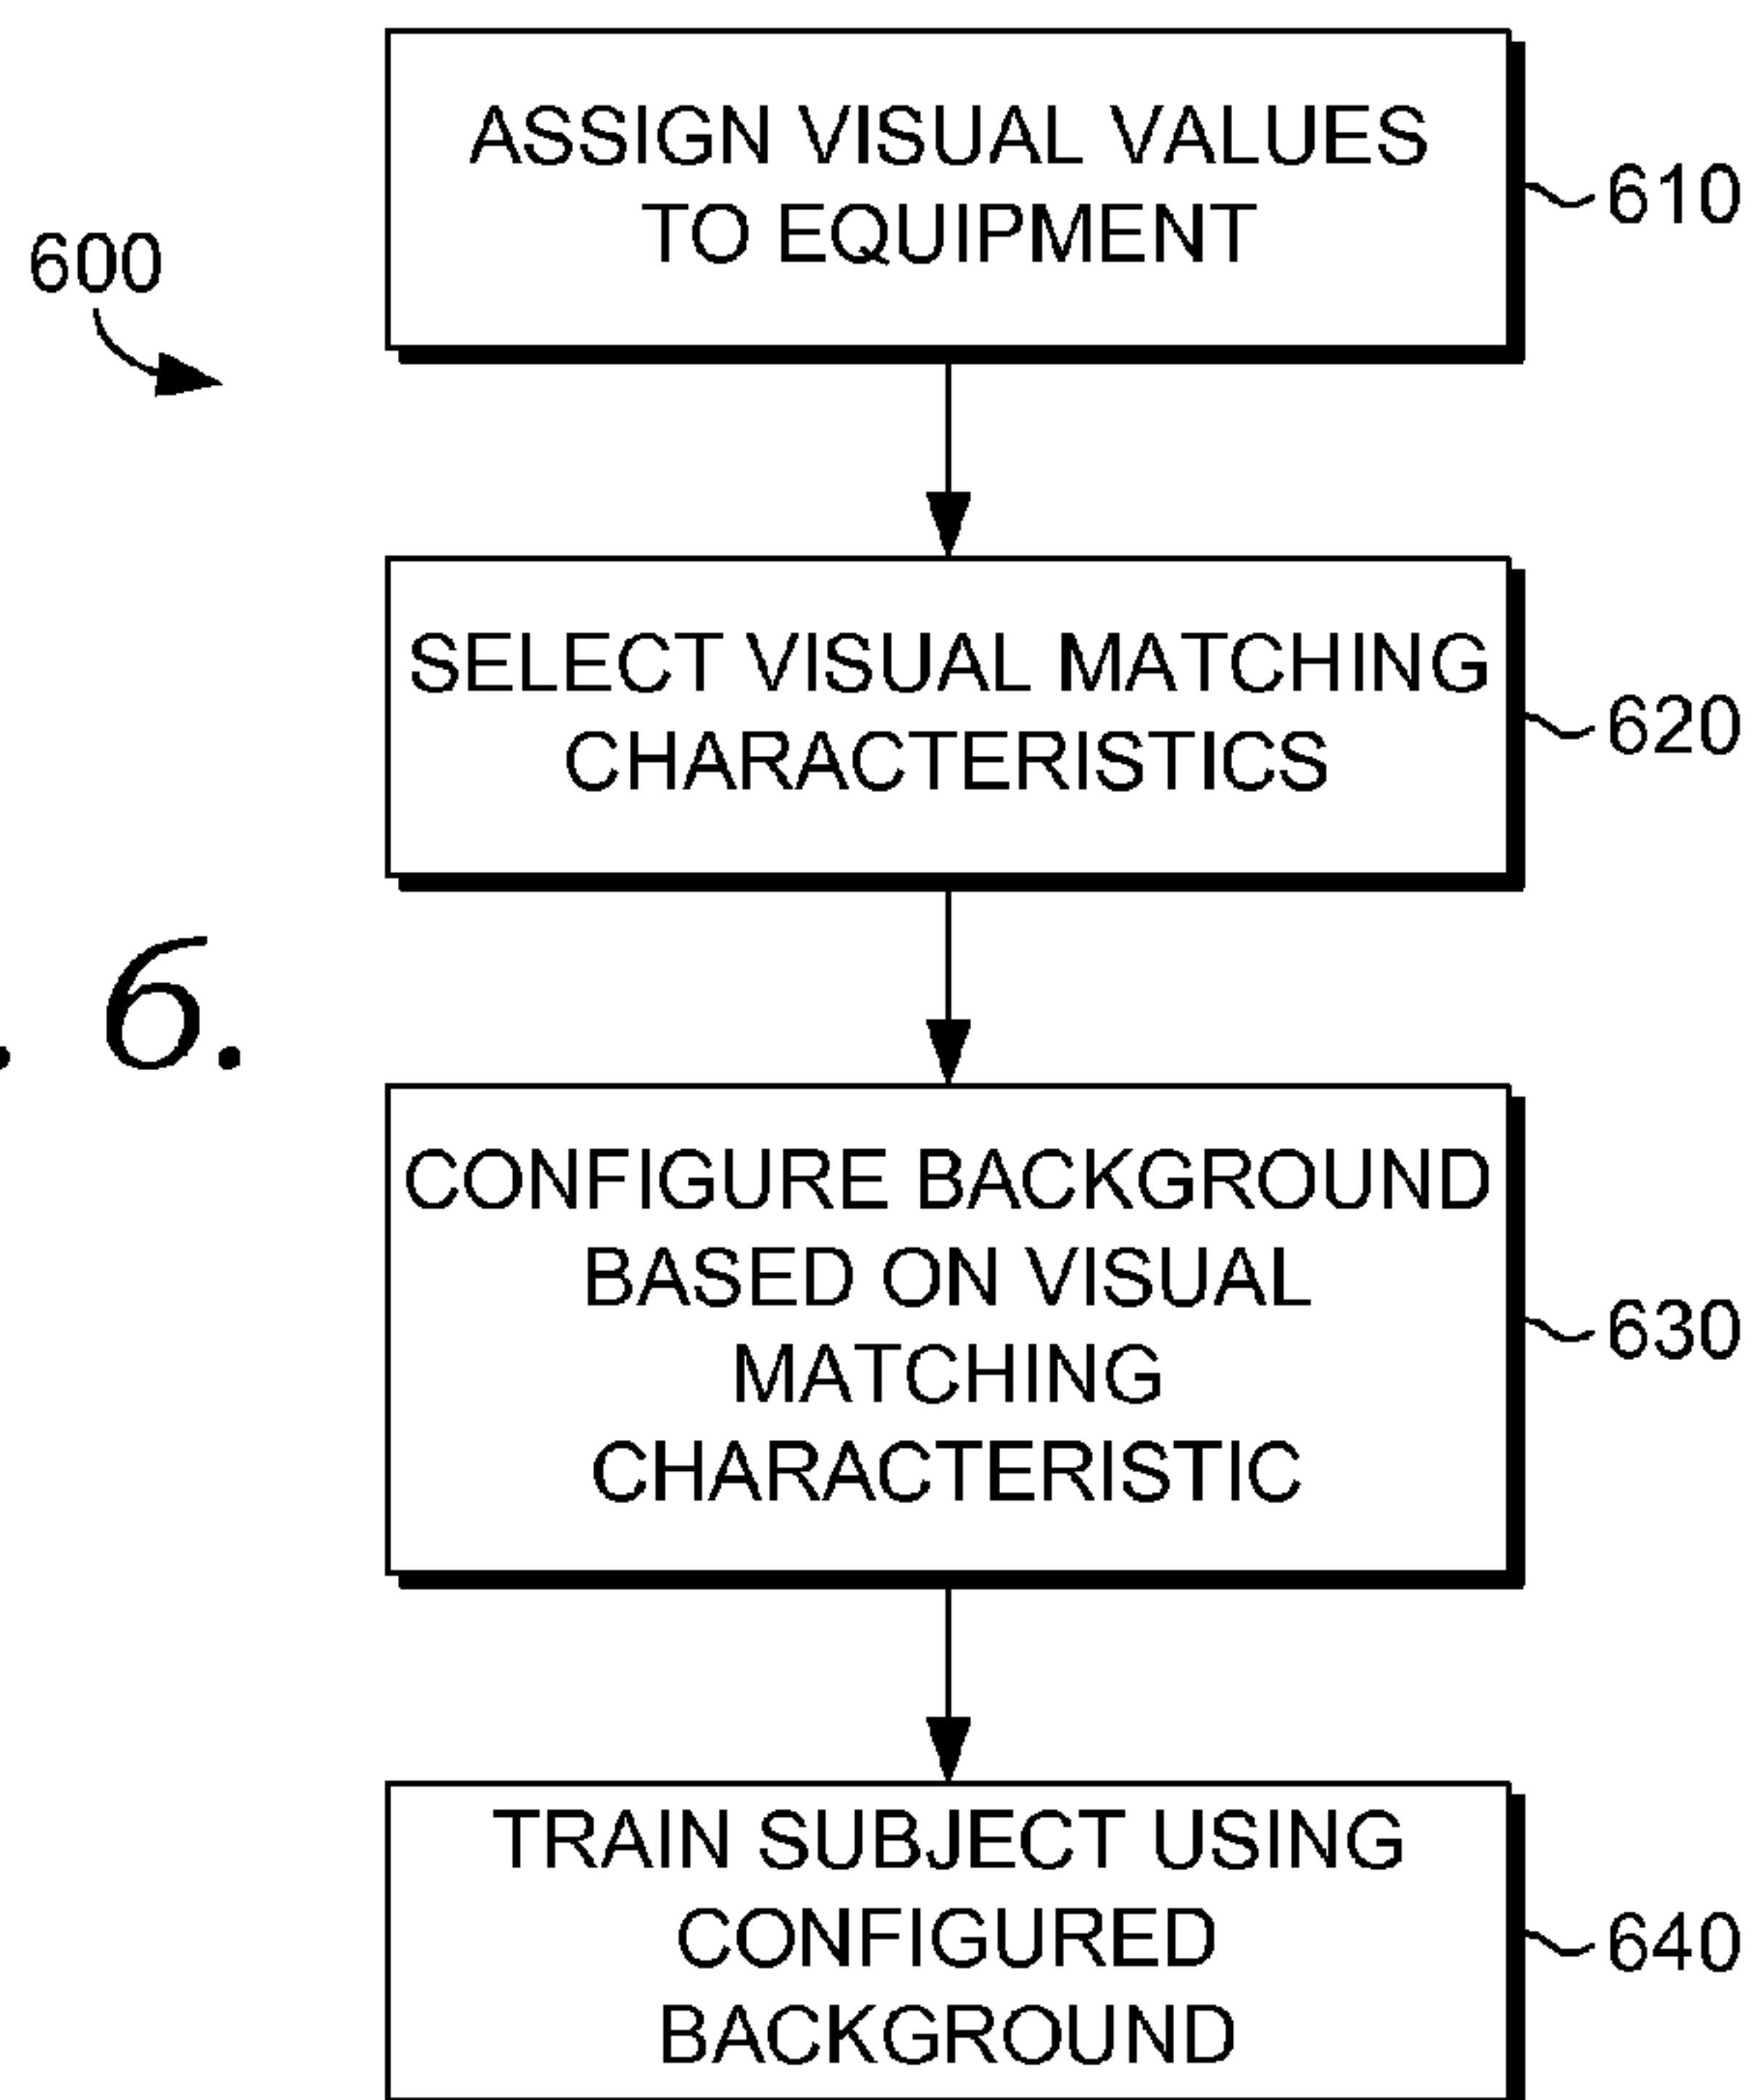 600
ASSIGN VISUAL VALUES
TO EQUIPMENT
610
SELECT VISUAL MATCHING
CHARACTERISTICS
620
. 6.
CONFIGURE BACKGROUND
BASED ON VISUAL
MATCHING
CHARACTERISTIC
630
TRAIN SUBJECT USING
CONFIGURED
BACKGROUND
640